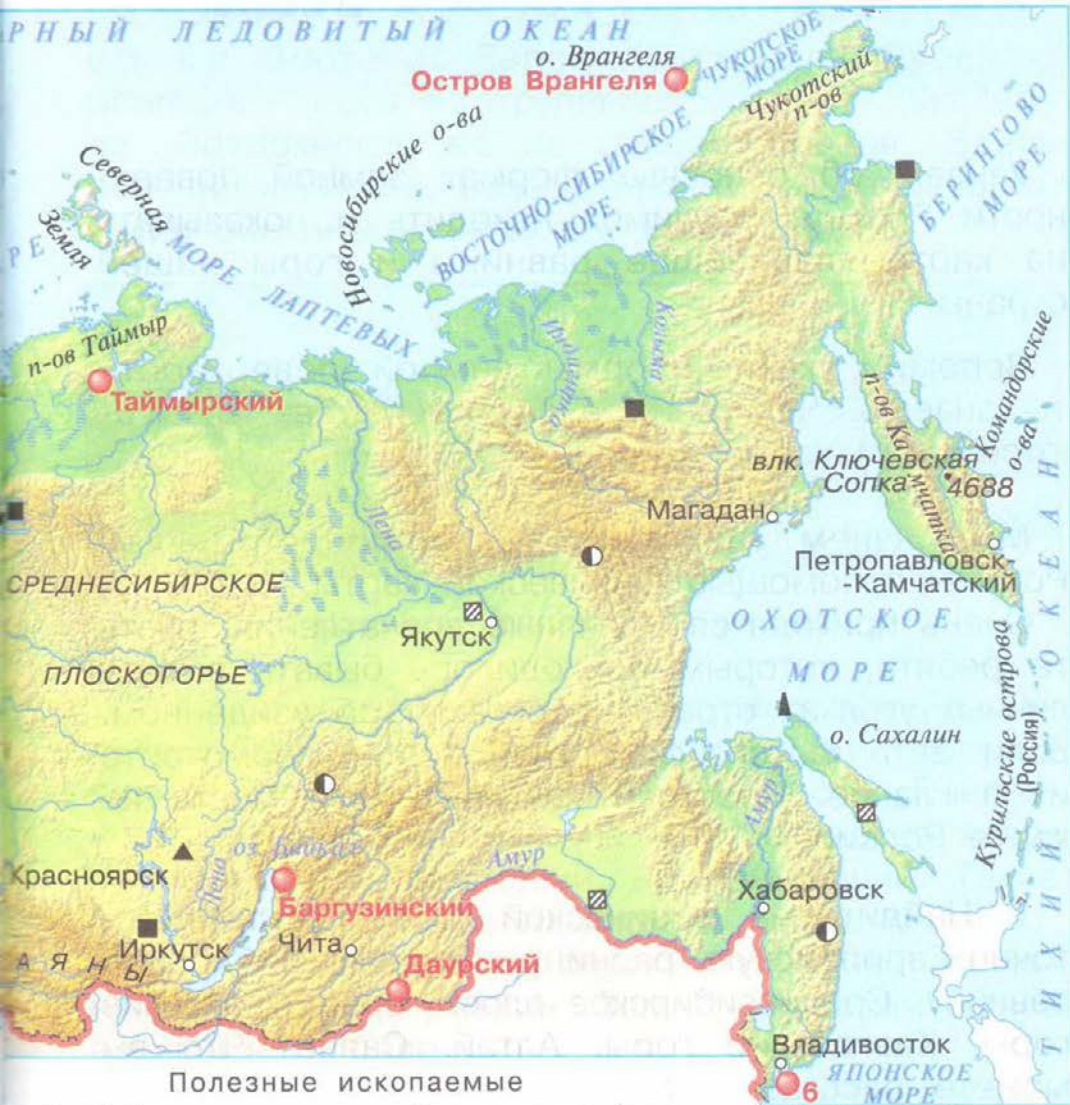 РНЫЙ ЛЕДОВИТЫЙ ОКЕАН
о. Врангеля
Остров Врангеля
ЧУКОТСКОЕ
МОРЕ
Чукотский
п-ов
Северная
Земля
Новосибирские о-ва
ВОСТОЧНО-СИБИРСКОЕ
МОРЕ
БЕРИНГОВО
МОРЕ
РЕ
МОРЕ ЛАПТЕВЫХ
п-ов Таймыр
Таймырский
Индигирка
Колыма
п-ов Камчатка
Командорские
о-ва
влк. Ключевская
Сопка
4688
Магадан
Лена
Петропавловск-
Камчатский
СРЕДНЕСИБИРСКОЕ
ПЛОСКОГОРЬЕ
Якутск
ОХОТСКОЕ
МОРЕ
о. Сахалин
Курильские острова
(Россия)
Амур
Красноярск
Лена
оз. Байкал
Амур
Баргузинский
Хабаровск
Иркутск
Чита
АЯНЫ
Даурский
Владивосток
6
ЯПОНСКОЕ
МОРЕ
ТИХИЙ ОКЕАН
Полезные ископаемые